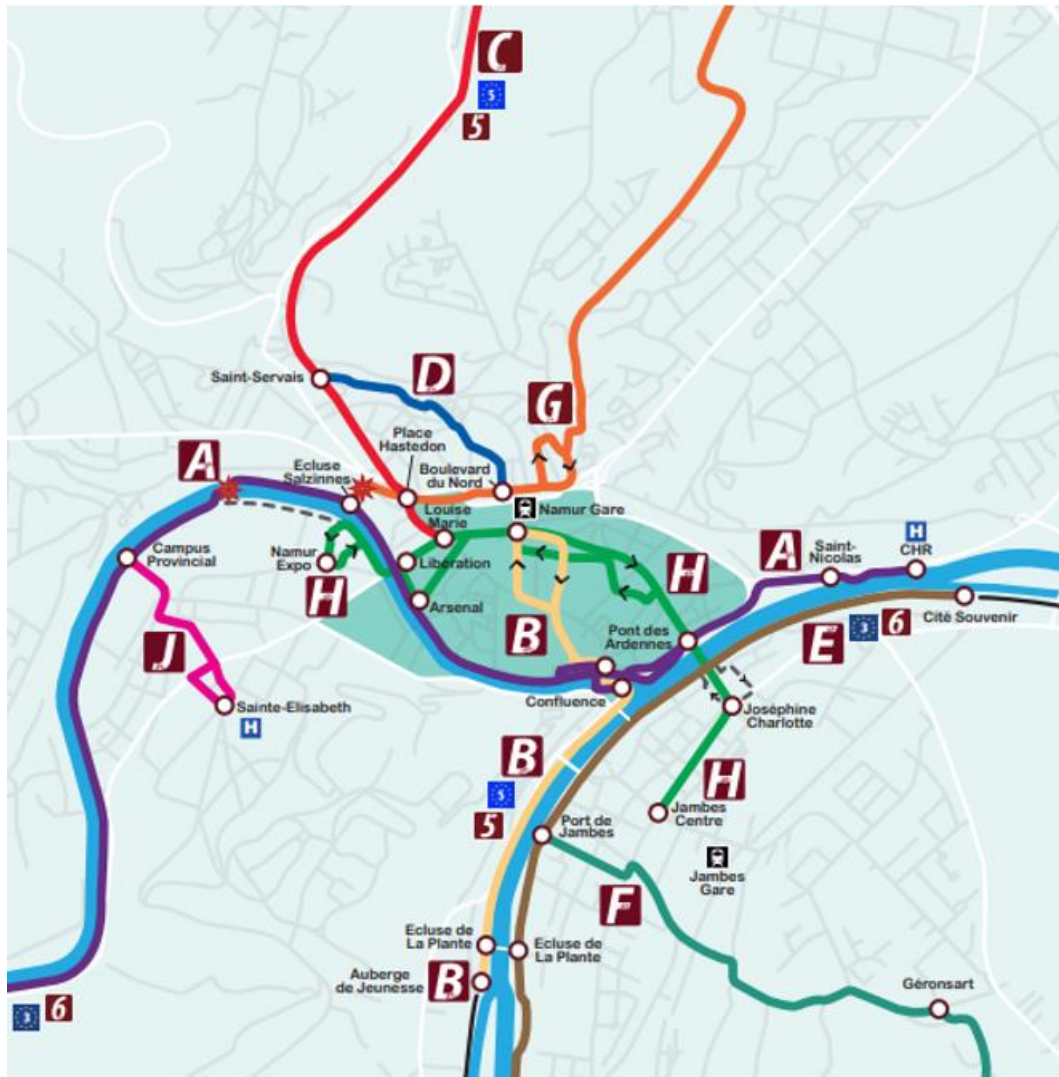 C
5
5
Saint-Servais
D
Place
Hastedon
G
A
Ecluse
Salzinnes
Boulevard
du Nord
Louise
Marie
Namur Gare
Campus
Provincial
Namur
Expo
H
Libération
Arsenal
H
A
Saint-
Nicolas
H
CHR
B
Pont des
Ardennes
E
3
6
Cité Souvenir
J
Sainte-Elisabeth
H
Confluence
Joséphine
Charlotte
B
5
5
H
Jambes
Centre
Port de
Jambes
Jambes
Gare
F
Ecluse de
La Plante
Ecluse de
La Plante
Auberge
de Jeunesse
B
Géronsart
3
6